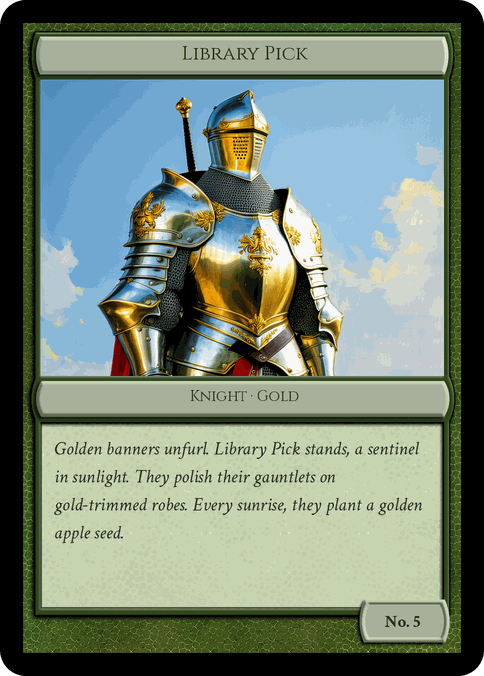 Library Pick
Knight · Gold
Golden banners unfurl. Library Pick stands, a sentinel
in sunlight. They polish their gauntlets on
gold-trimmed robes. Every sunrise, they plant a golden
apple seed.
No. 5